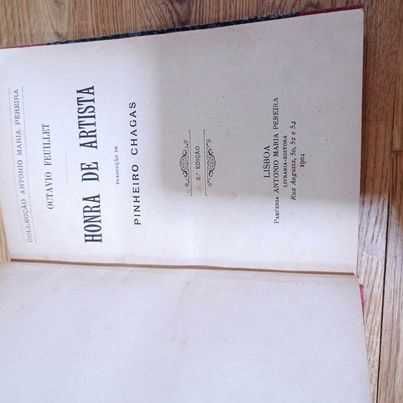 COLLECÇÃO ANTONIO MARIA PEREIRA
OCTAVIO FEUILLET
HONRA DE ARTISTA
TRADUCÇÃO DE
PINHEIRO CHAGAS
2.ª EDIÇÃO
LISBOA
PARCERIA ANTONIO MARIA PEREIRA
LIVRARIA-EDITORA
Rua Augusta, 50, 52 e 54
1904